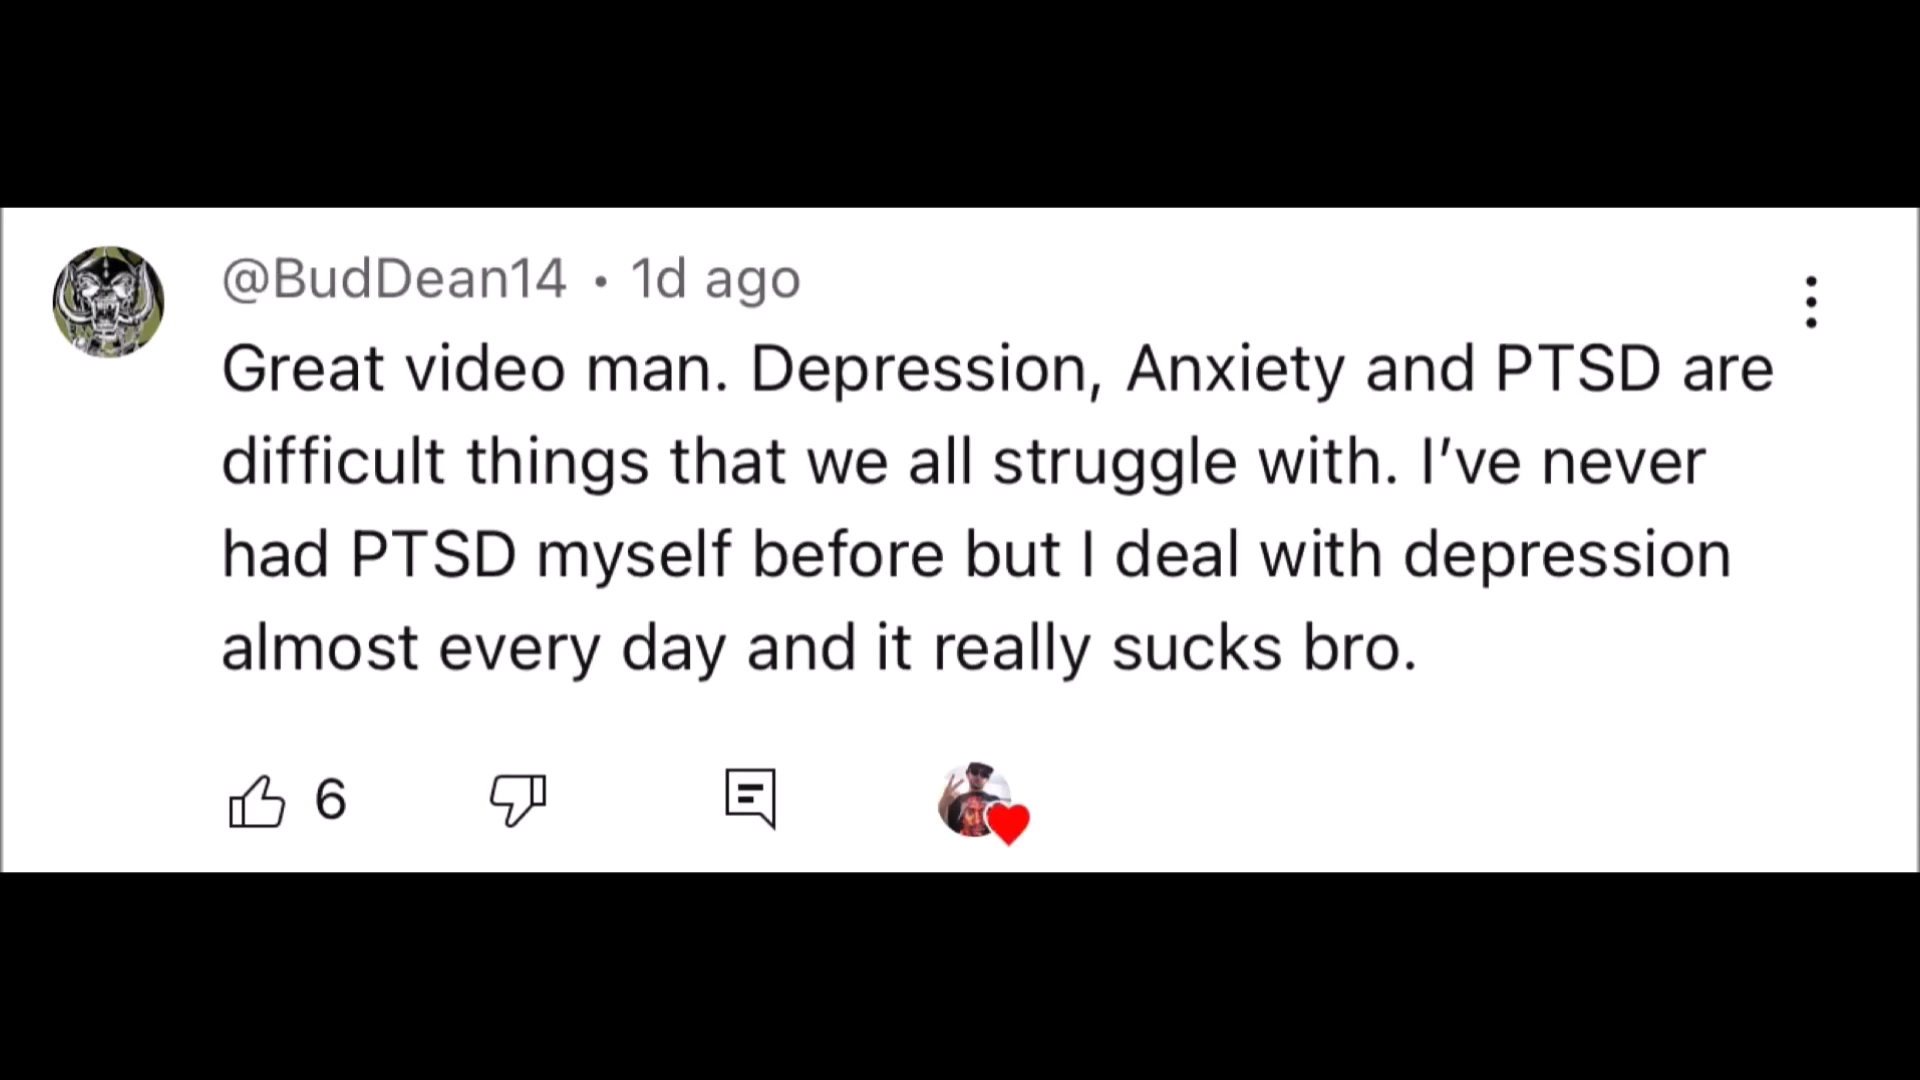 @BudDean14 • 1d ago
Great video man. Depression, Anxiety and PTSD are
difficult things that we all struggle with. I’ve never
had PTSD myself before but I deal with depression
almost every day and it really sucks bro.
6